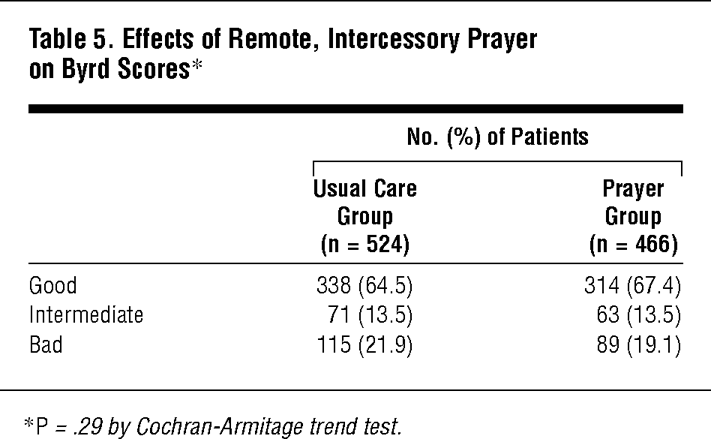 Table 5. Effects of Remote, Intercessory Prayer
on Byrd Scores*
No. (%) of Patients
Usual Care
Group
(n = 524)
Prayer
Group
(n = 466)
Good 338 (64.5) 314 (67.4)
Intermediate 71 (13.5) 63 (13.5)
Bad 115 (21.9) 89 (19.1)
*P = .29 by Cochran-Armitage trend test.